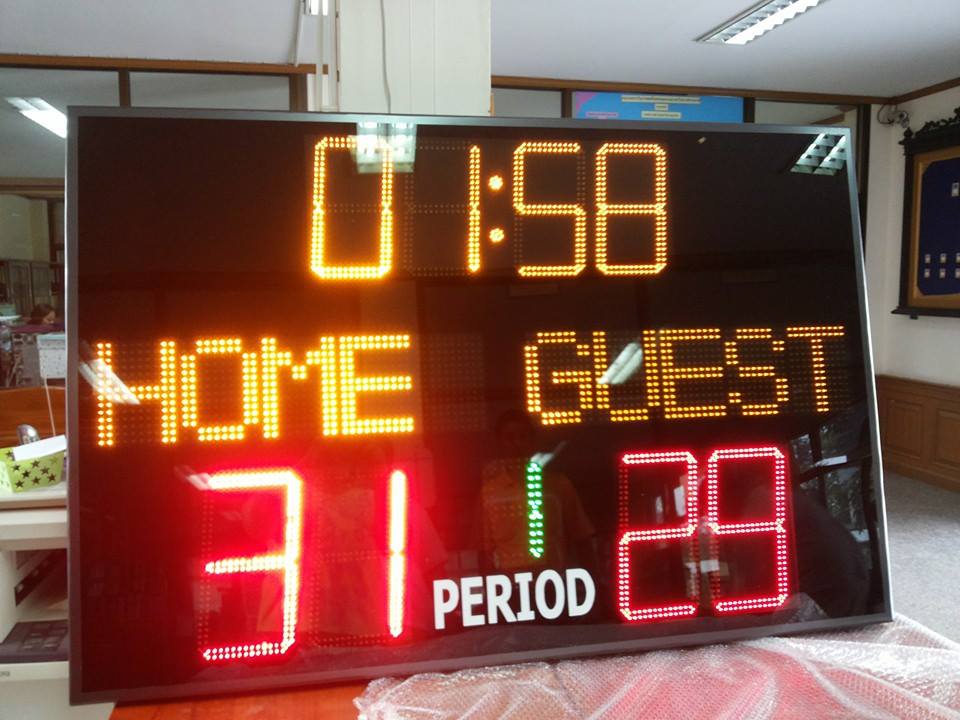 01:58
HOME GUEST
31 1 29
PERIOD